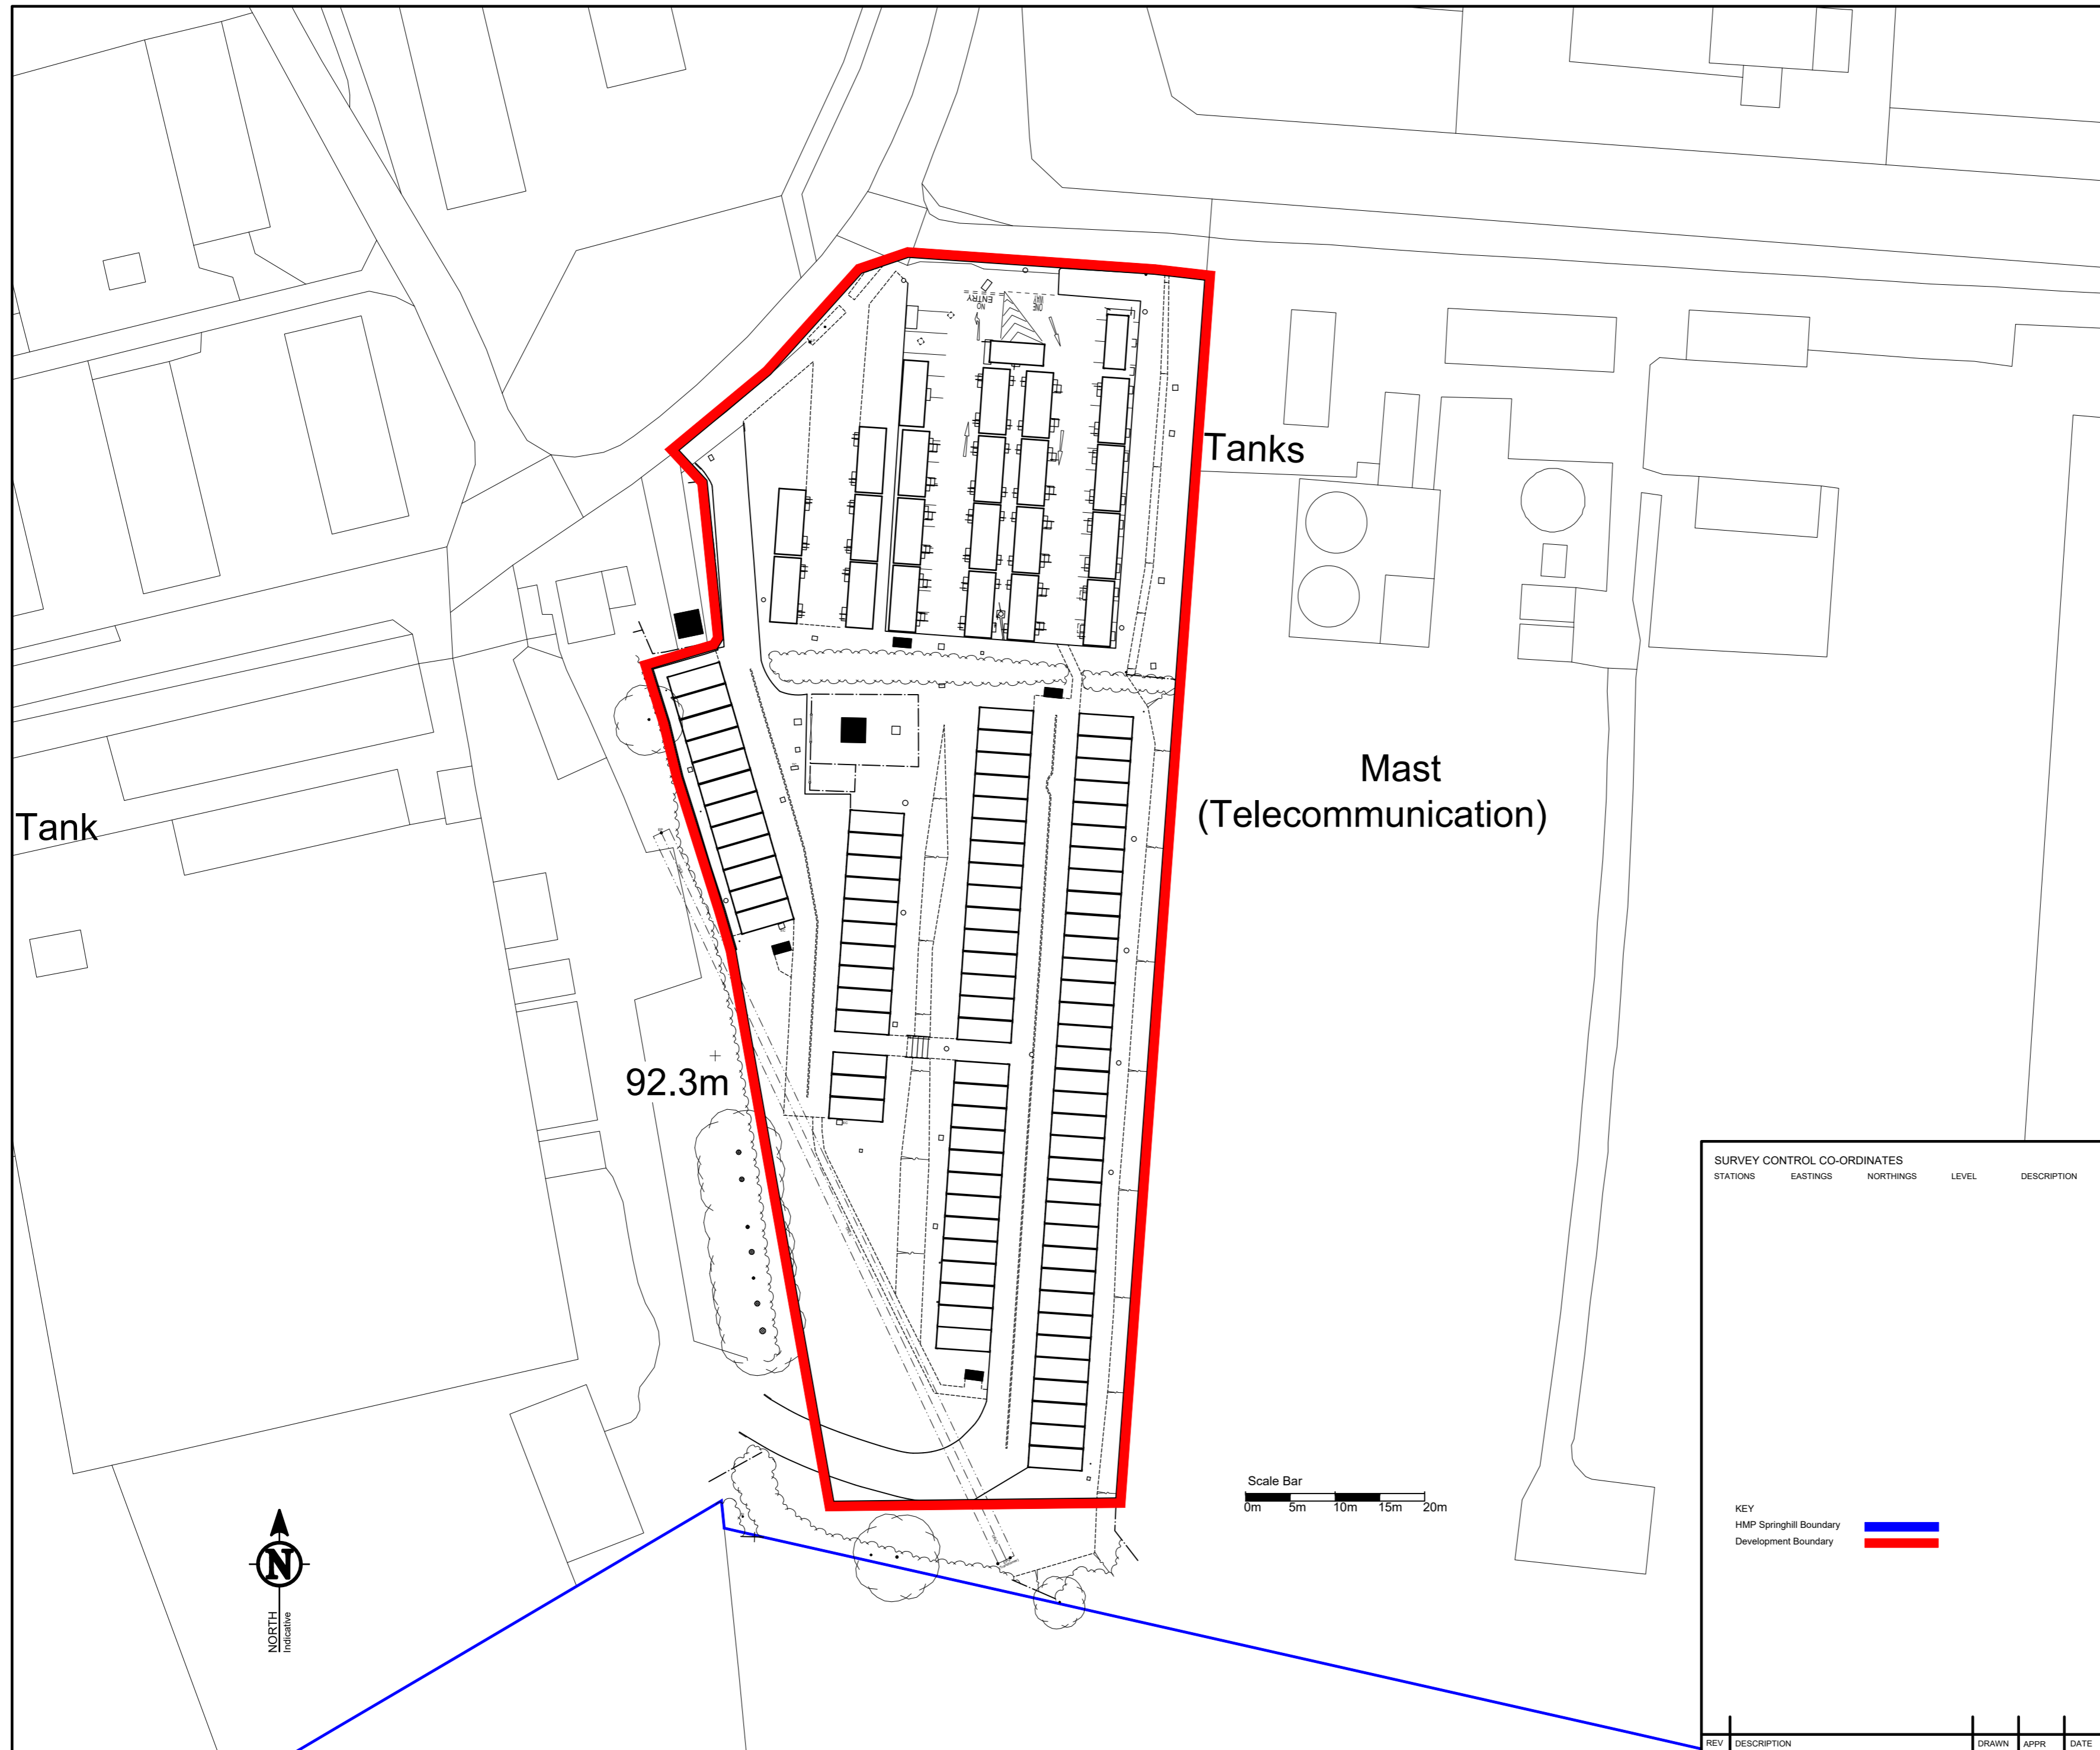 NO
ENTRY
ONE
WAY
Tanks
Mast
(Telecommunication)
Tank
92.3m
SURVEY CONTROL CO-ORDINATES
STATIONS EASTINGS NORTHINGS LEVEL DESCRIPTION
Scale Bar
0m 5m 10m 15m 20m
KEY
HMP Springhill Boundary
Development Boundary
N
NORTH
Indicative
REV DESCRIPTION DRAWN APPR DATE